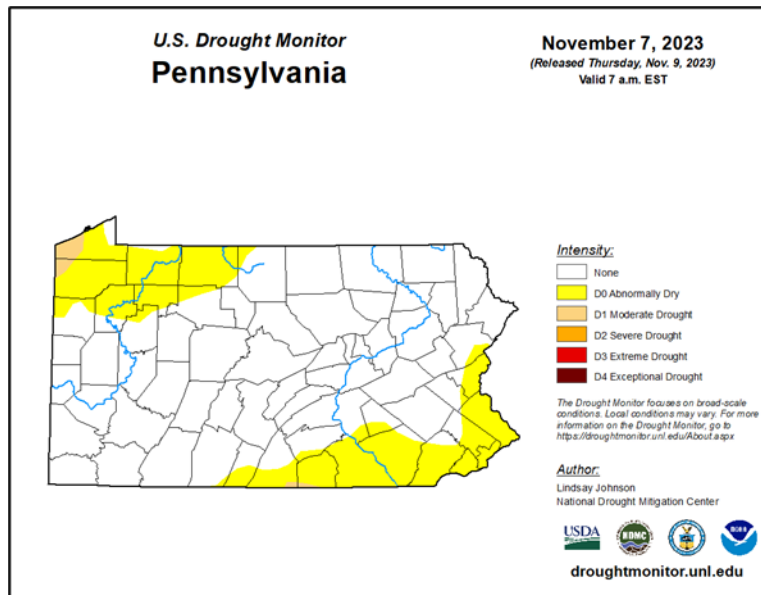 U.S. Drought Monitor
Pennsylvania
November 7, 2023
(Released Thursday, Nov. 9, 2023)
Valid 7 a.m. EST
Intensity:
None
D0 Abnormally Dry
D1 Moderate Drought
D2 Severe Drought
D3 Extreme Drought
D4 Exceptional Drought
The Drought Monitor focuses on broad-scale
conditions. Local conditions may vary. For more
information on the Drought Monitor, go to
https://droughtmonitor.unl.edu/About.aspx
Author:
Lindsay Johnson
National Drought Mitigation Center
USDA
NDMC
droughtmonitor.unl.edu